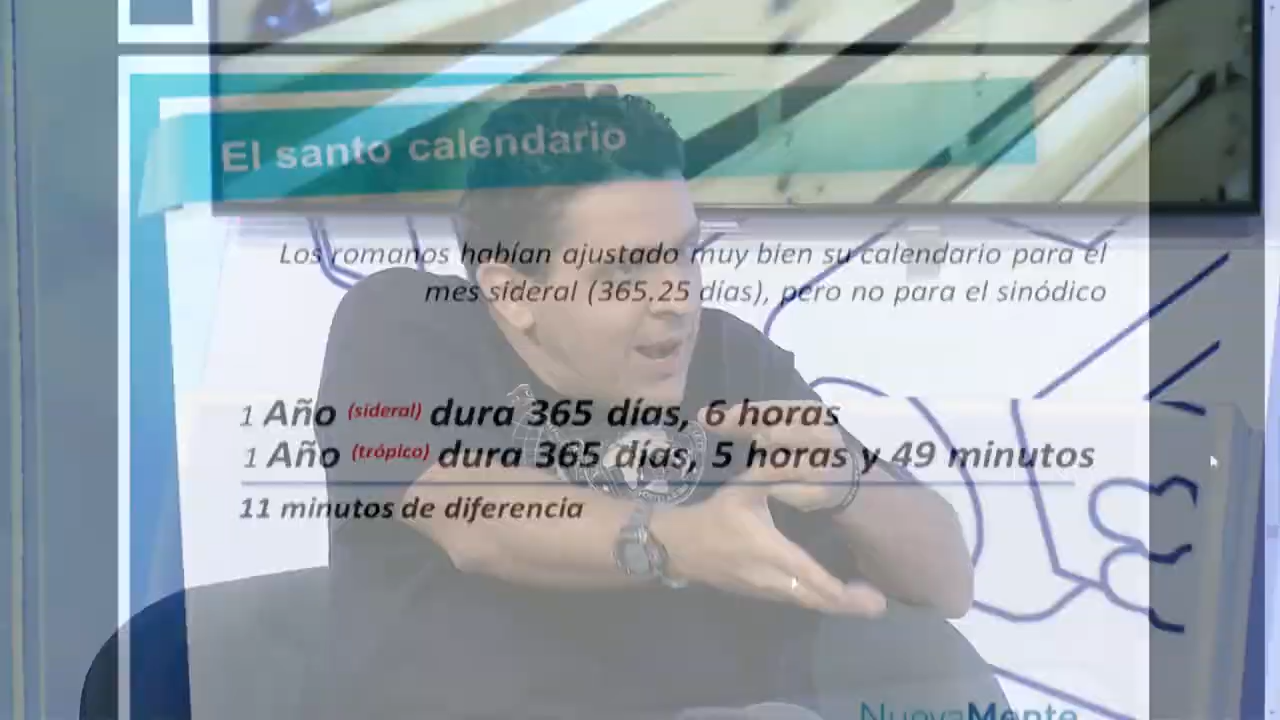 El santo calendario
Los romanos habían ajustado muy bien su calendario para el
mes sideral (365.25 días), pero no para el sinódico
1 Año (sideral) dura 365 días, 6 horas
1 Año (trópico) dura 365 días, 5 horas y 49 minutos
11 minutos de diferencia
NuevaMente